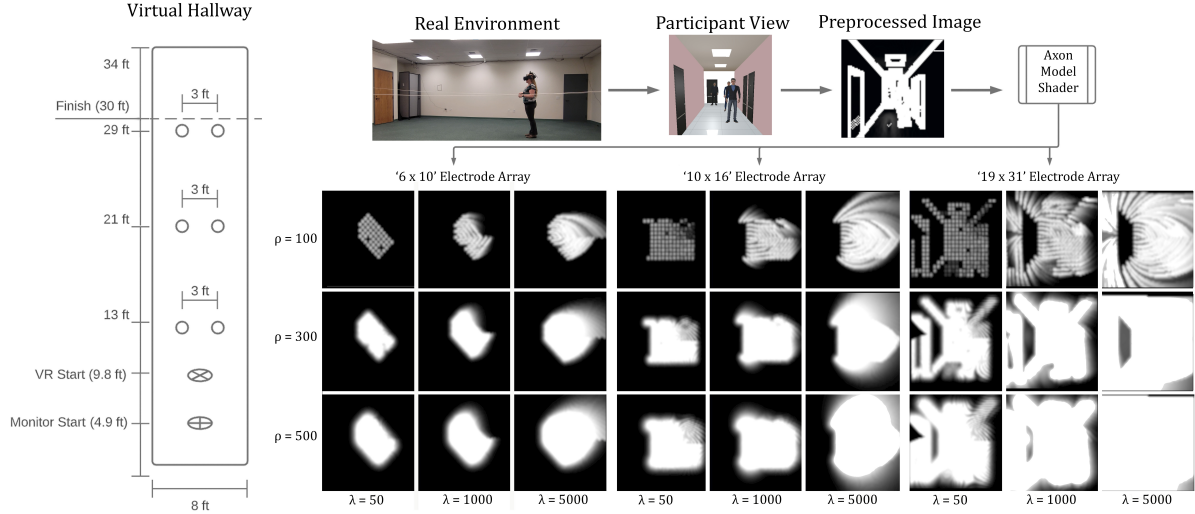 Virtual Hallway
34 ft
Finish (30 ft)
3 ft
29 ft
3 ft
21 ft
3 ft
13 ft
VR Start (9.8 ft)
Monitor Start (4.9 ft)
8 ft
Real Environment
Participant View
Preprocessed Image
Axon
Model
Shader
‘6 x 10’ Electrode Array
‘10 x 16’ Electrode Array
‘19 x 31’ Electrode Array
ρ = 100
ρ = 300
ρ = 500
λ = 50
λ = 1000
λ = 5000
λ = 50
λ = 1000
λ = 5000
λ = 50
λ = 1000
λ = 5000